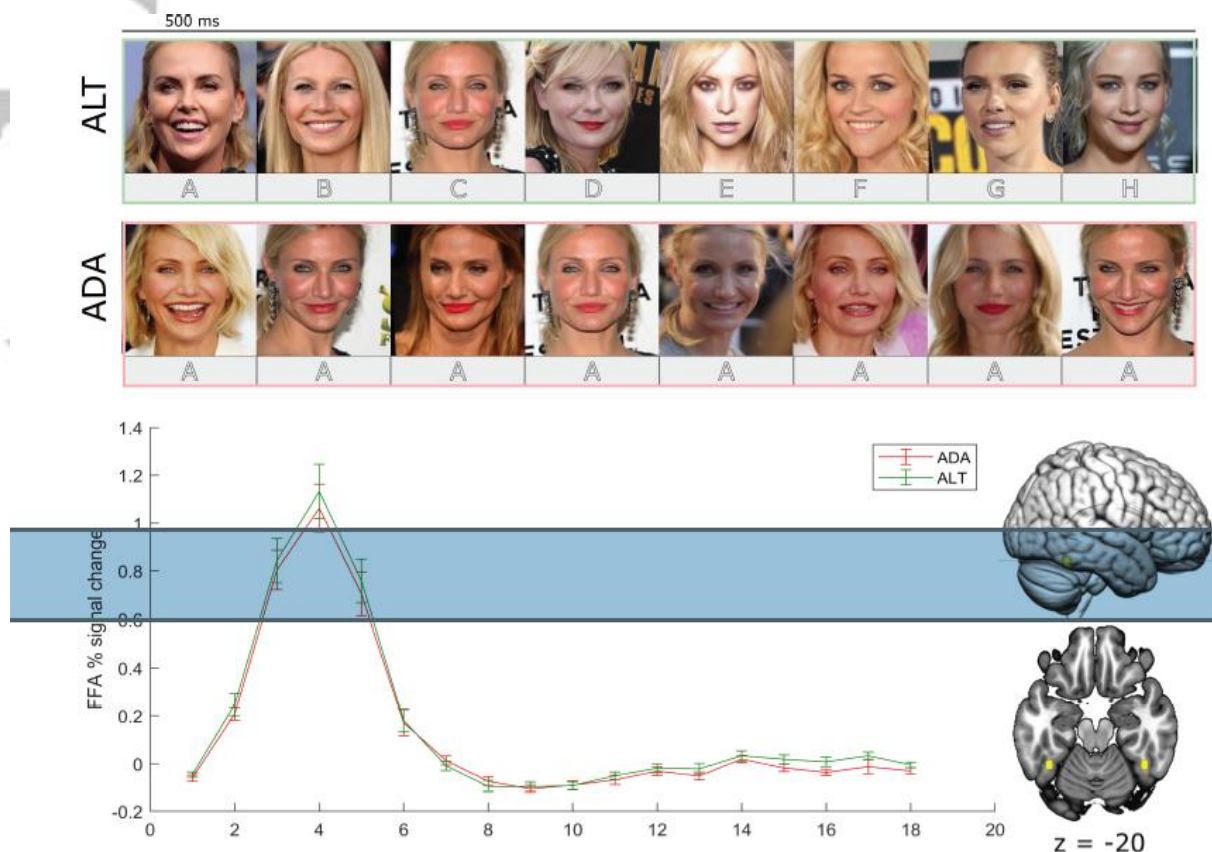 500 ms
ALT
A B C D E F G H
ADA
A A A A A A A A
1.4
1.2
1
0.8
0.6
0.4
0.2
0
-0.2
FFA % signal change
ADA
ALT
0 2 4 6 8 10 12 14 16 18 20
z = -20